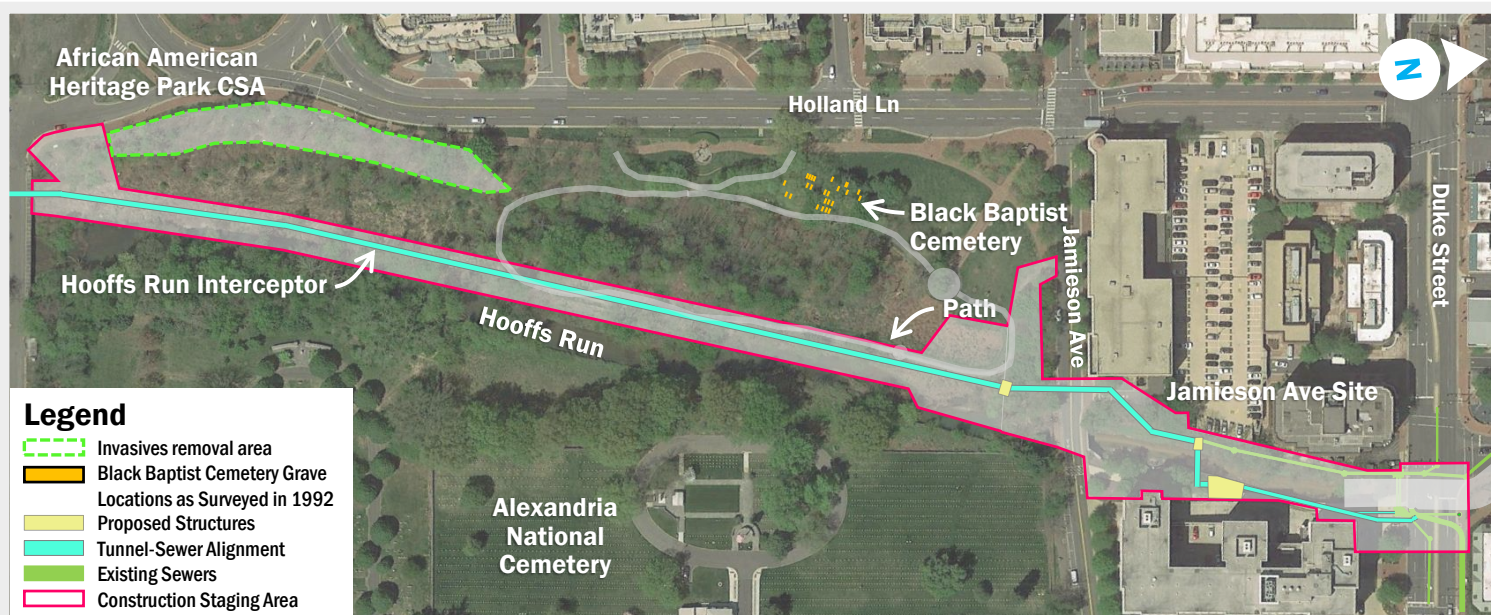 African American
Heritage Park CSA
Holland Ln
N
Black Baptist
Cemetery
Jamieson Ave
Duke Street
Hooffs Run Interceptor
Path
Hooffs Run
Jamieson Ave Site
Alexandria
National
Cemetery
Legend
Invasives removal area
Black Baptist Cemetery Grave
Locations as Surveyed in 1992
Proposed Structures
Tunnel-Sewer Alignment
Existing Sewers
Construction Staging Area